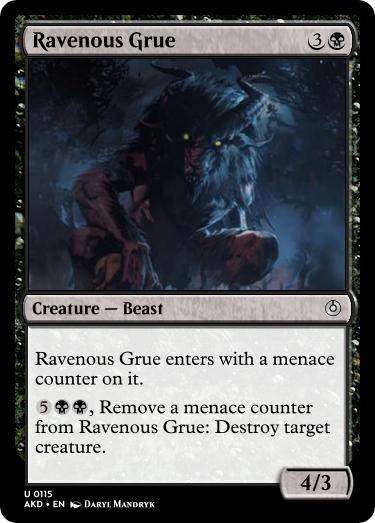 Ravenous Grue 3
Creature — Beast
Ravenous Grue enters with a menace
counter on it.
5, Remove a menace counter
from Ravenous Grue: Destroy target
creature.
4/3
U 0115
AKD • EN Daryl Mandryk